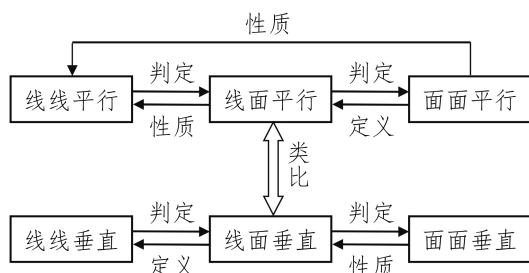 性质
判定 判定
线线平行 线面平行 面面平行
性质 定义
类比
判定 判定
线线垂直 线面垂直 面面垂直
定义 性质